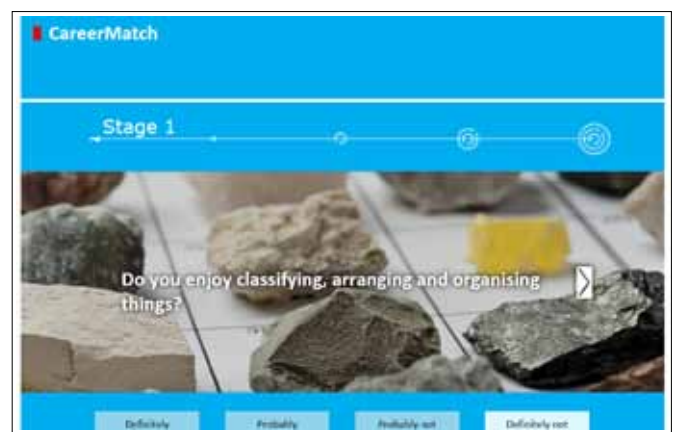 CareerMatch
Stage 1
Do you enjoy classifying, arranging and organising
things?
Definitely
Probably
Probably not
Definitely not